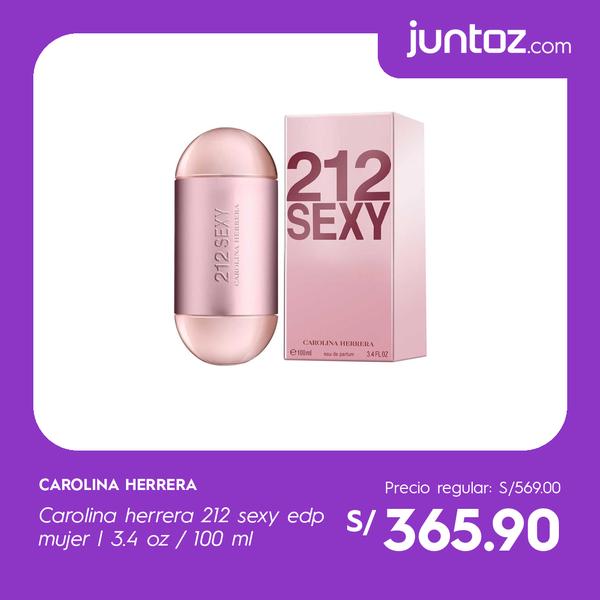 juntoz.com
212 SEXY
CAROLINA HERRERA
212
SEXY
CAROLINA HERRERA
℮100ml eau de parfum 3.4 FL.OZ
CAROLINA HERRERA
Carolina herrera 212 sexy edp
mujer | 3.4 oz / 100 ml
Precio regular: S/569.00
S/ 365.90